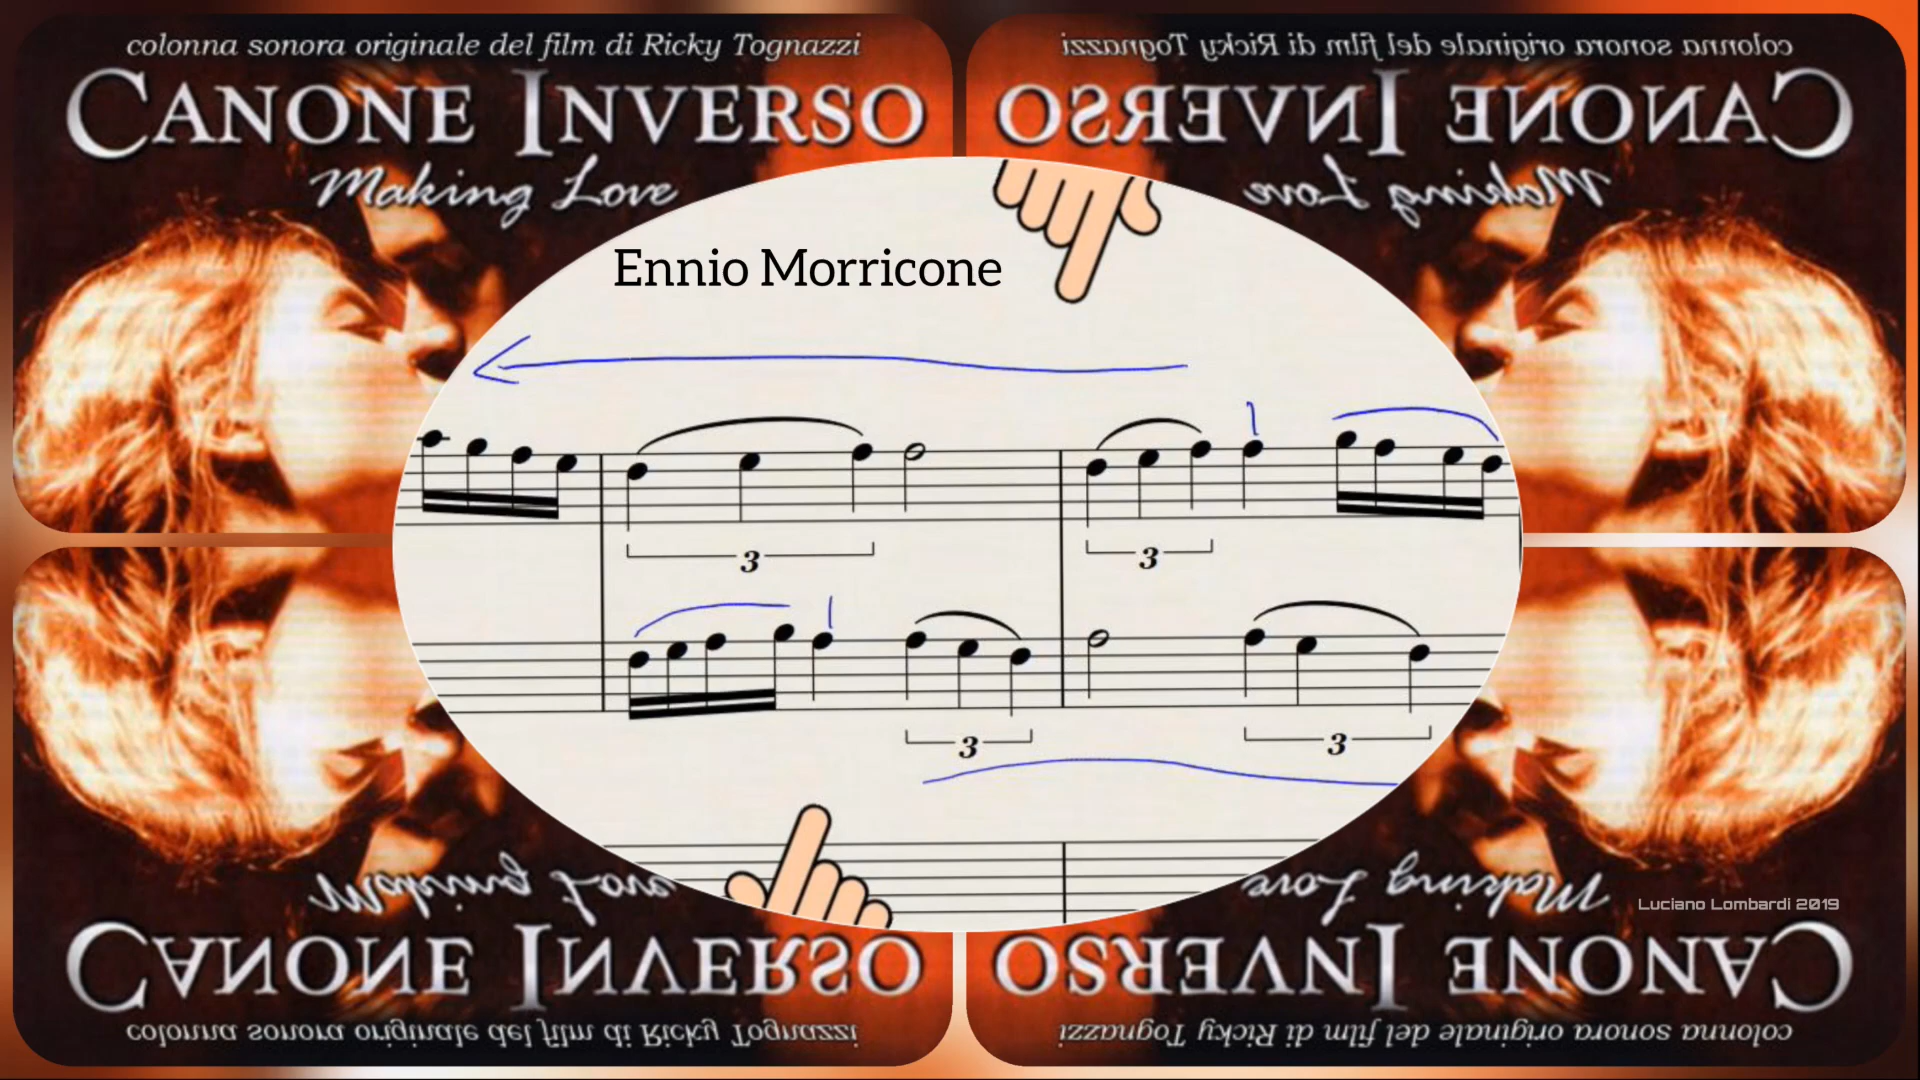 colonna sonora originale del film di Ricky Tognazzi
CANONE INVERSO
Making Love
colonna sonora originale del film di Ricky Tognazzi
CANONE INVERSO
Making Love
Ennio Morricone
3
3
3
3
Making Love
CANONE INVERSO
colonna sonora originale del film di Ricky Tognazzi
Making Love
Luciano Lombardi 2019
CANONE INVERSO
colonna sonora originale del film di Ricky Tognazzi